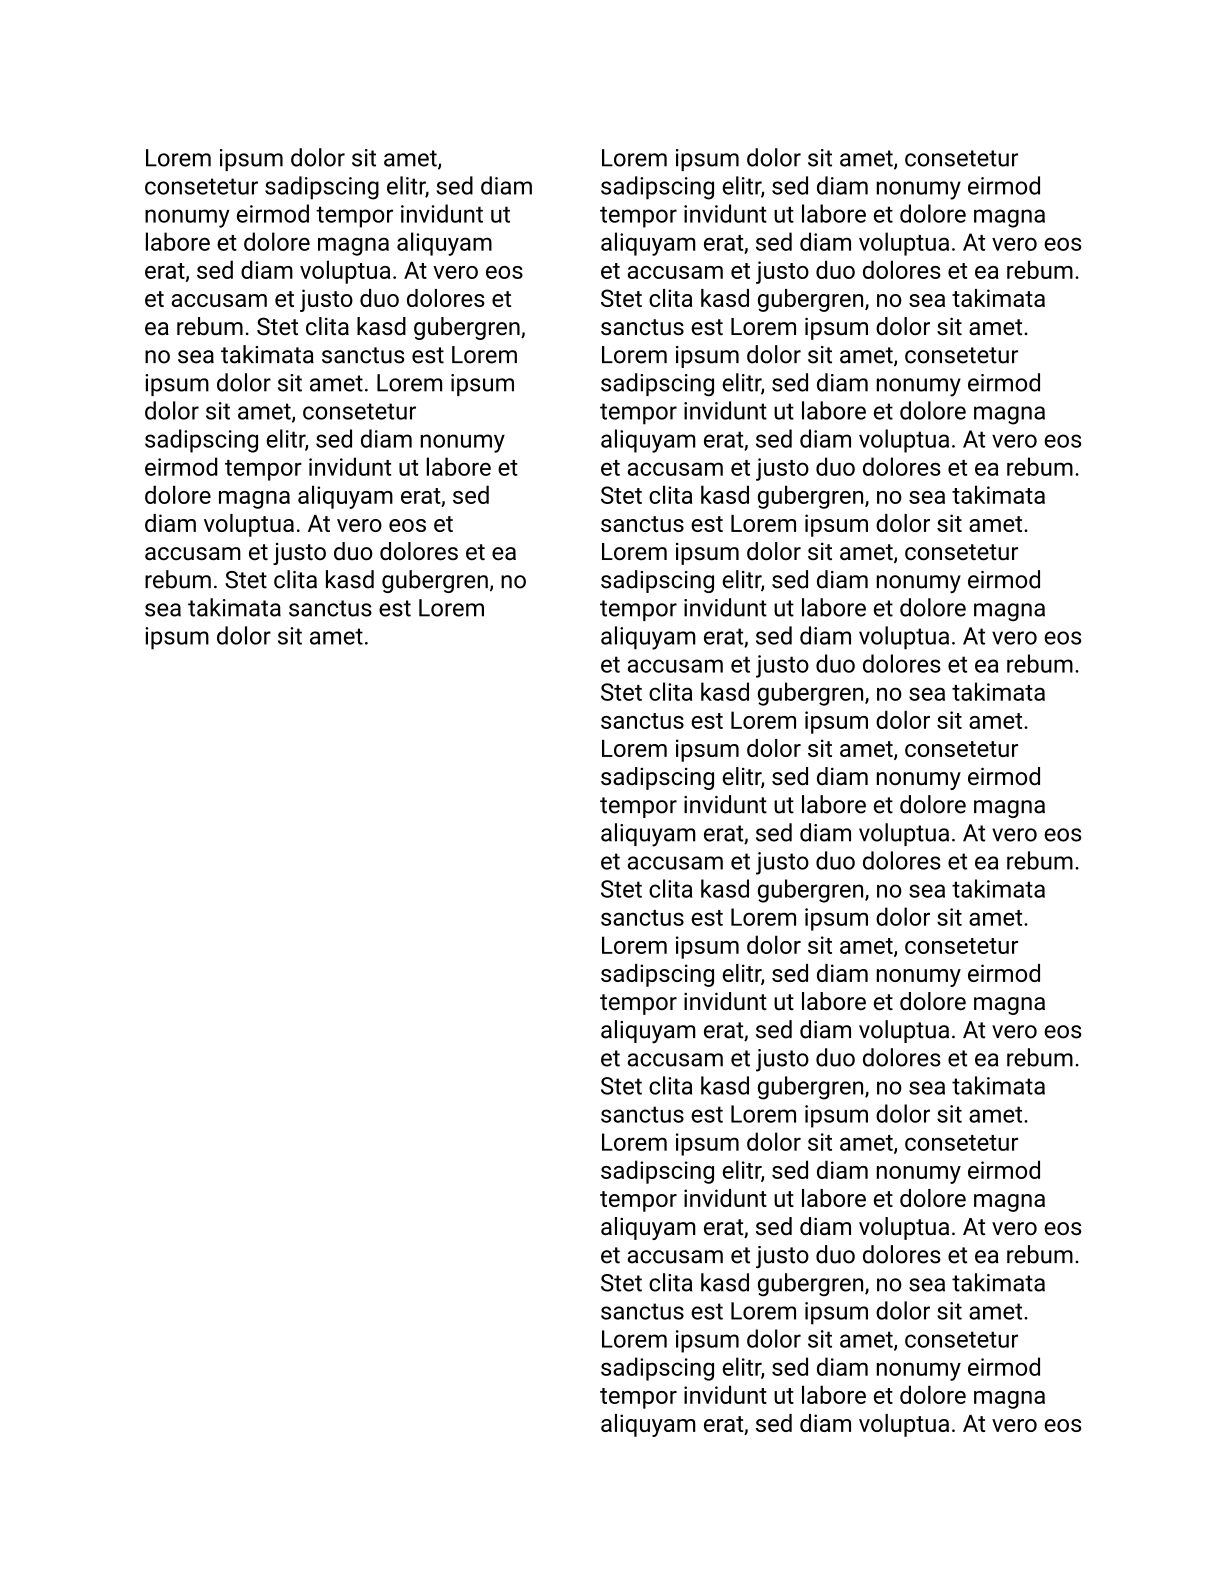 Lorem ipsum dolor sit amet,
consetetur sadipscing elitr, sed diam
nonumy eirmod tempor invidunt ut
labore et dolore magna aliquyam
erat, sed diam voluptua. At vero eos
et accusam et justo duo dolores et
ea rebum. Stet clita kasd gubergren,
no sea takimata sanctus est Lorem
ipsum dolor sit amet. Lorem ipsum
dolor sit amet, consetetur
sadipscing elitr, sed diam nonumy
eirmod tempor invidunt ut labore et
dolore magna aliquyam erat, sed
diam voluptua. At vero eos et
accusam et justo duo dolores et ea
rebum. Stet clita kasd gubergren, no
sea takimata sanctus est Lorem
ipsum dolor sit amet.
Lorem ipsum dolor sit amet, consetetur
sadipscing elitr, sed diam nonumy eirmod
tempor invidunt ut labore et dolore magna
aliquyam erat, sed diam voluptua. At vero eos
et accusam et justo duo dolores et ea rebum.
Stet clita kasd gubergren, no sea takimata
sanctus est Lorem ipsum dolor sit amet.
Lorem ipsum dolor sit amet, consetetur
sadipscing elitr, sed diam nonumy eirmod
tempor invidunt ut labore et dolore magna
aliquyam erat, sed diam voluptua. At vero eos
et accusam et justo duo dolores et ea rebum.
Stet clita kasd gubergren, no sea takimata
sanctus est Lorem ipsum dolor sit amet.
Lorem ipsum dolor sit amet, consetetur
sadipscing elitr, sed diam nonumy eirmod
tempor invidunt ut labore et dolore magna
aliquyam erat, sed diam voluptua. At vero eos
et accusam et justo duo dolores et ea rebum.
Stet clita kasd gubergren, no sea takimata
sanctus est Lorem ipsum dolor sit amet.
Lorem ipsum dolor sit amet, consetetur
sadipscing elitr, sed diam nonumy eirmod
tempor invidunt ut labore et dolore magna
aliquyam erat, sed diam voluptua. At vero eos
et accusam et justo duo dolores et ea rebum.
Stet clita kasd gubergren, no sea takimata
sanctus est Lorem ipsum dolor sit amet.
Lorem ipsum dolor sit amet, consetetur
sadipscing elitr, sed diam nonumy eirmod
tempor invidunt ut labore et dolore magna
aliquyam erat, sed diam voluptua. At vero eos
et accusam et justo duo dolores et ea rebum.
Stet clita kasd gubergren, no sea takimata
sanctus est Lorem ipsum dolor sit amet.
Lorem ipsum dolor sit amet, consetetur
sadipscing elitr, sed diam nonumy eirmod
tempor invidunt ut labore et dolore magna
aliquyam erat, sed diam voluptua. At vero eos
et accusam et justo duo dolores et ea rebum.
Stet clita kasd gubergren, no sea takimata
sanctus est Lorem ipsum dolor sit amet.
Lorem ipsum dolor sit amet, consetetur
sadipscing elitr, sed diam nonumy eirmod
tempor invidunt ut labore et dolore magna
aliquyam erat, sed diam voluptua. At vero eos